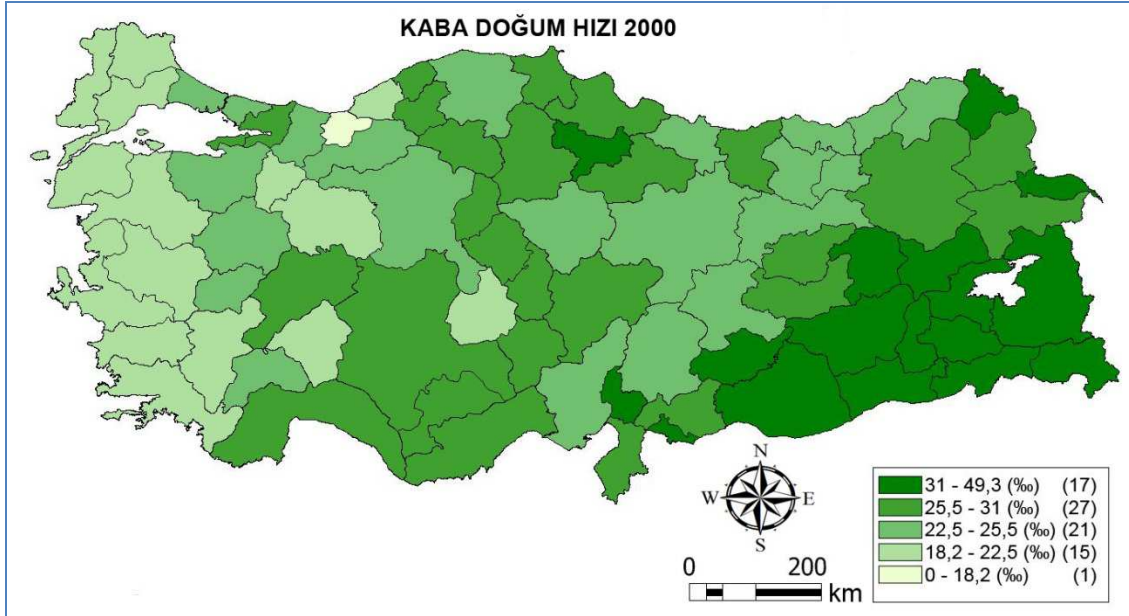 KABA DOĞUM HIZI 2000
N
W E
S
0 200
km
31 - 49,3 (‰) (17)
25,5 - 31 (‰) (27)
22,5 - 25,5 (‰) (21)
18,2 - 22,5 (‰) (15)
0 - 18,2 (‰) (1)